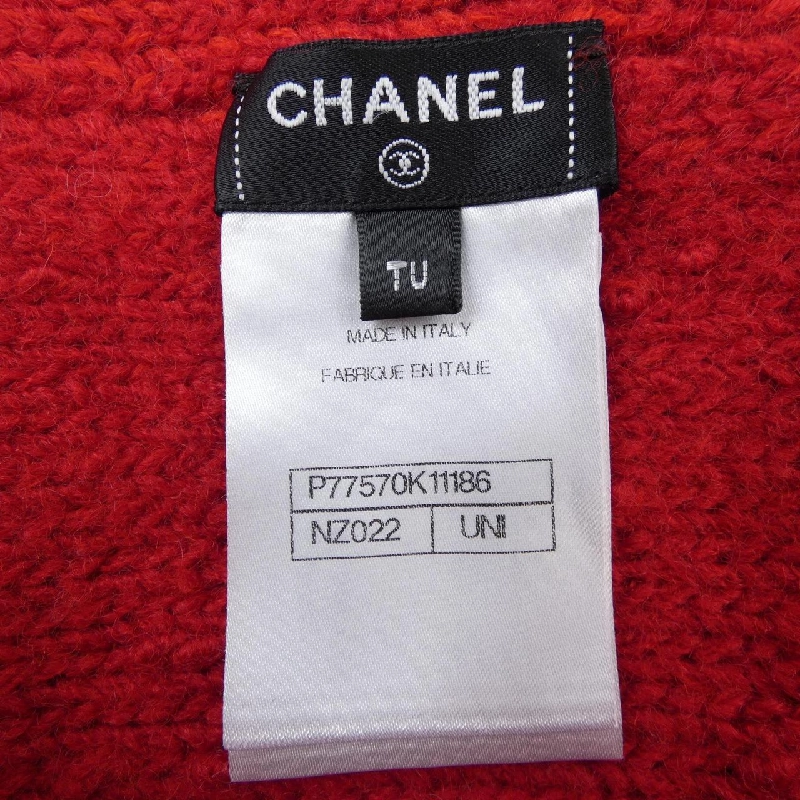 CHANEL
TU
MADE IN ITALY
FABRIQUE EN ITALIE
P77570K11186
NZ022 UNI